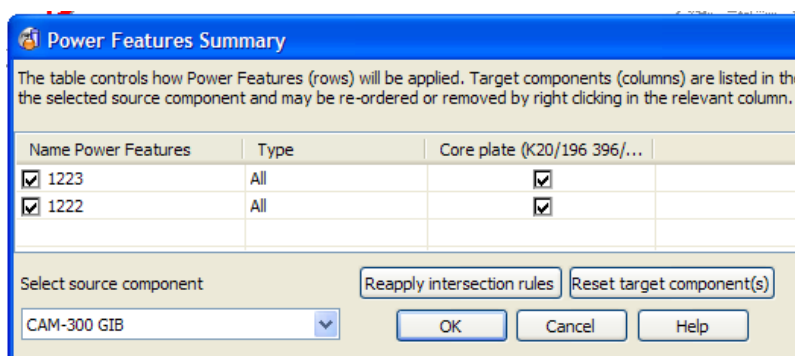 Power Features Summary
The table controls how Power Features (rows) will be applied. Target components (columns) are listed in the
the selected source component and may be re-ordered or removed by right clicking in the relevant column.
Name Power Features Type Core plate (K20/196 396/...
1223 All
1222 All
Select source component Reapply intersection rules Reset target component(s)
CAM-300 GIB OK Cancel Help